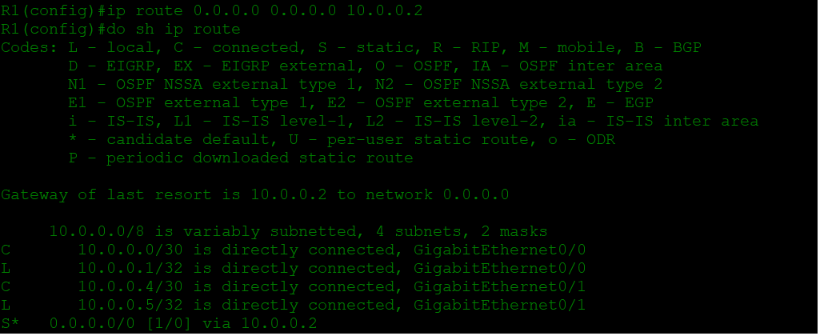 R1(config)#ip route 0.0.0.0 0.0.0.0 10.0.0.2
R1(config)#do sh ip route
Codes: L - local, C - connected, S - static, R - RIP, M - mobile, B - BGP
       D - EIGRP, EX - EIGRP external, O - OSPF, IA - OSPF inter area
       N1 - OSPF NSSA external type 1, N2 - OSPF NSSA external type 2
       E1 - OSPF external type 1, E2 - OSPF external type 2, E - EGP
       i - IS-IS, L1 - IS-IS level-1, L2 - IS-IS level-2, ia - IS-IS inter area
       * - candidate default, U - per-user static route, o - ODR
       P - periodic downloaded static route
Gateway of last resort is 10.0.0.2 to network 0.0.0.0
     10.0.0.0/8 is variably subnetted, 4 subnets, 2 masks
C       10.0.0.0/30 is directly connected, GigabitEthernet0/0
L       10.0.0.1/32 is directly connected, GigabitEthernet0/0
C       10.0.0.4/30 is directly connected, GigabitEthernet0/1
L       10.0.0.5/32 is directly connected, GigabitEthernet0/1
S*   0.0.0.0/0 [1/0] via 10.0.0.2